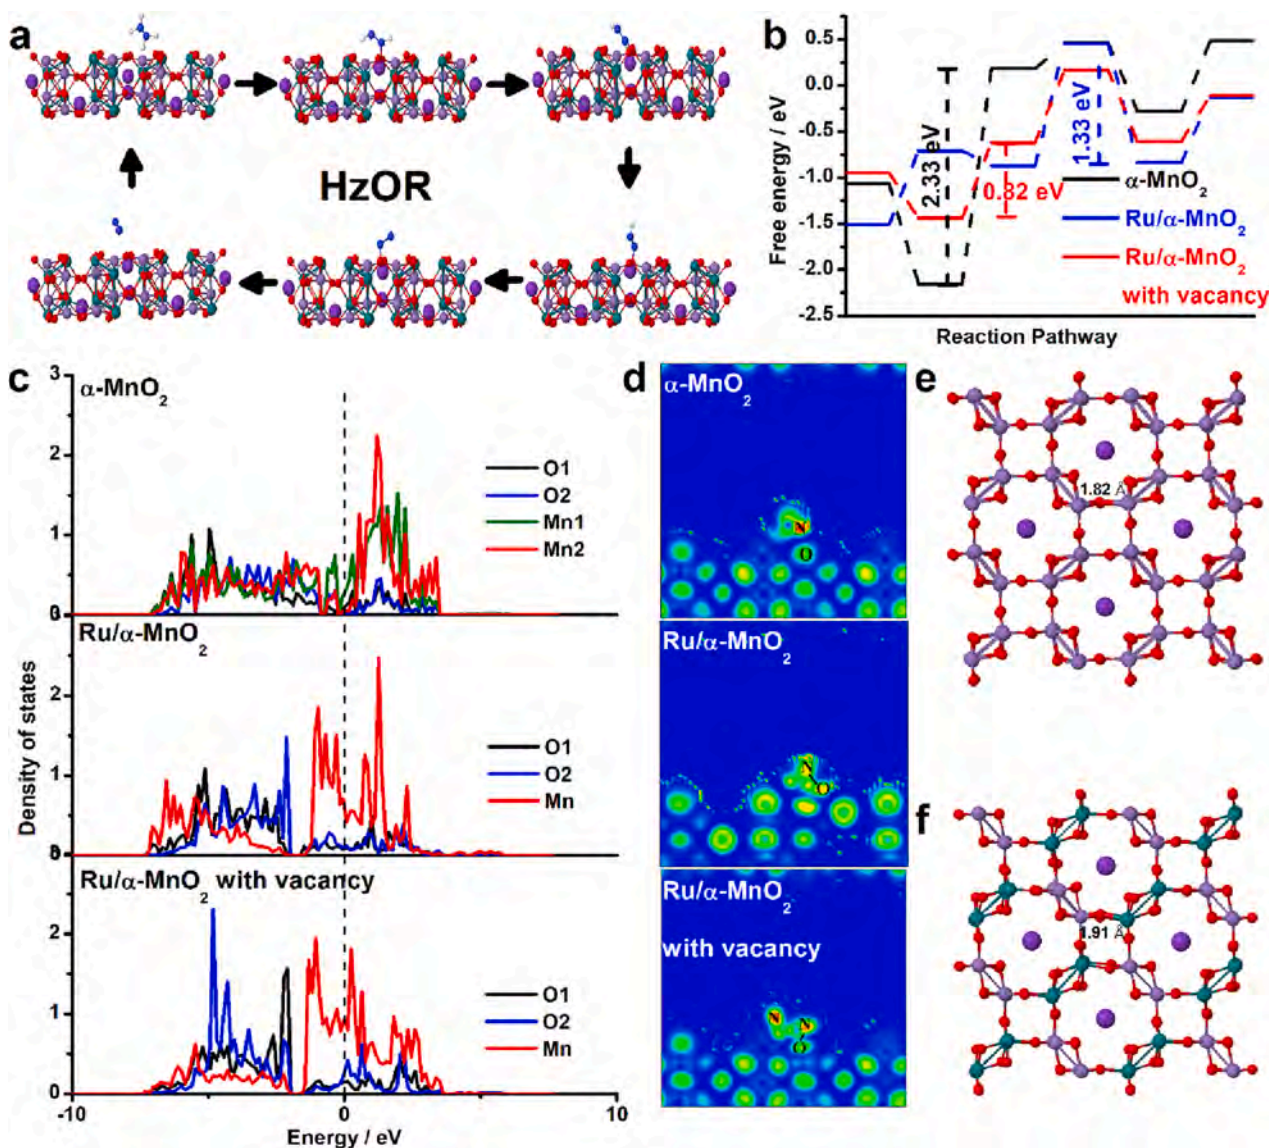 a
HzOR
b
Free energy / eV
0.5
0.0
-0.5
-1.0
-1.5
-2.0
-2.5
2.33 eV
0.82 eV
1.33 eV
α-MnO2
Ru/α-MnO2
Ru/α-MnO2
with vacancy
Reaction Pathway
c
Density of states
3
2
1
α-MnO2
O1
O2
Mn1
Mn2
2
1
Ru/α-MnO2
O1
O2
Mn
2
1
0
Ru/α-MnO2 with vacancy
O1
O2
Mn
-10
0
10
Energy / eV
d
α-MnO2
N
O
Ru/α-MnO2
N
O
Ru/α-MnO2
with vacancy
N
N
O
e
1.82 Å
f
1.91 Å